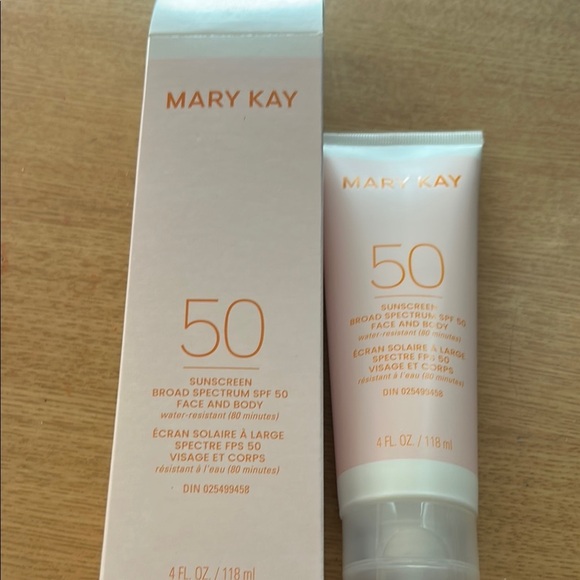 MARY KAY
50
SUNSCREEN
BROAD SPECTRUM SPF 50
FACE AND BODY
water-resistant (80 minutes)
ÉCRAN SOLAIRE À LARGE
SPECTRE FPS 50
VISAGE ET CORPS
résistant à l'eau (80 minutes)
DIN 025499458
4 FL. OZ. / 118 ml
MARY KAY
50
SUNSCREEN
BROAD SPECTRUM SPF 50
FACE AND BODY
water-resistant (80 minutes)
ÉCRAN SOLAIRE À LARGE
SPECTRE FPS 50
VISAGE ET CORPS
résistant à l'eau (80 minutes)
DIN 025499458
4 FL. OZ. / 118 ml